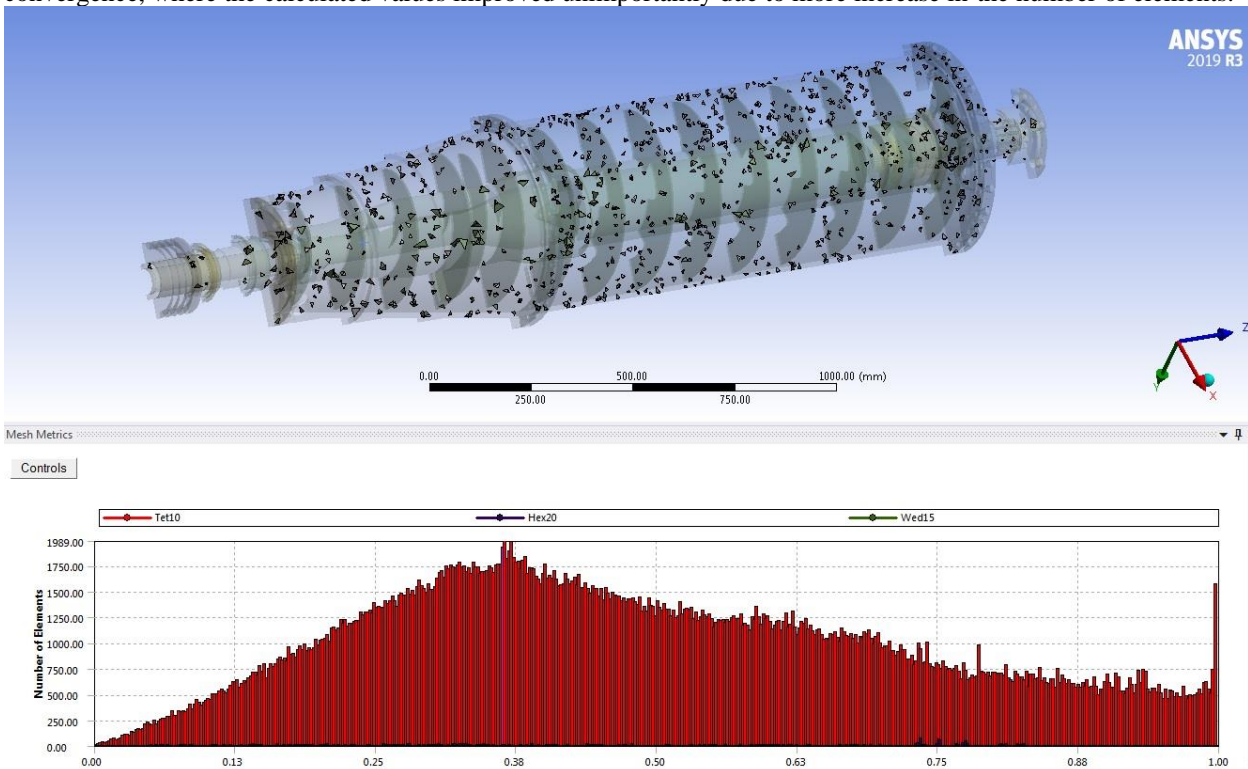 convergence, where the calculated values improved unimportantly due to more increase in the number of elements.
ANSYS
2019 R3
0.00 500.00 1000.00 (mm)
250.00 750.00
Z
Y
X
Mesh Metrics
Controls
Tet10 Hex20 Wed15
Number of Elements
1989.00
1750.00
1500.00
1250.00
1000.00
750.00
500.00
250.00
0.00
0.00 0.13 0.25 0.38 0.50 0.63 0.75 0.88 1.00